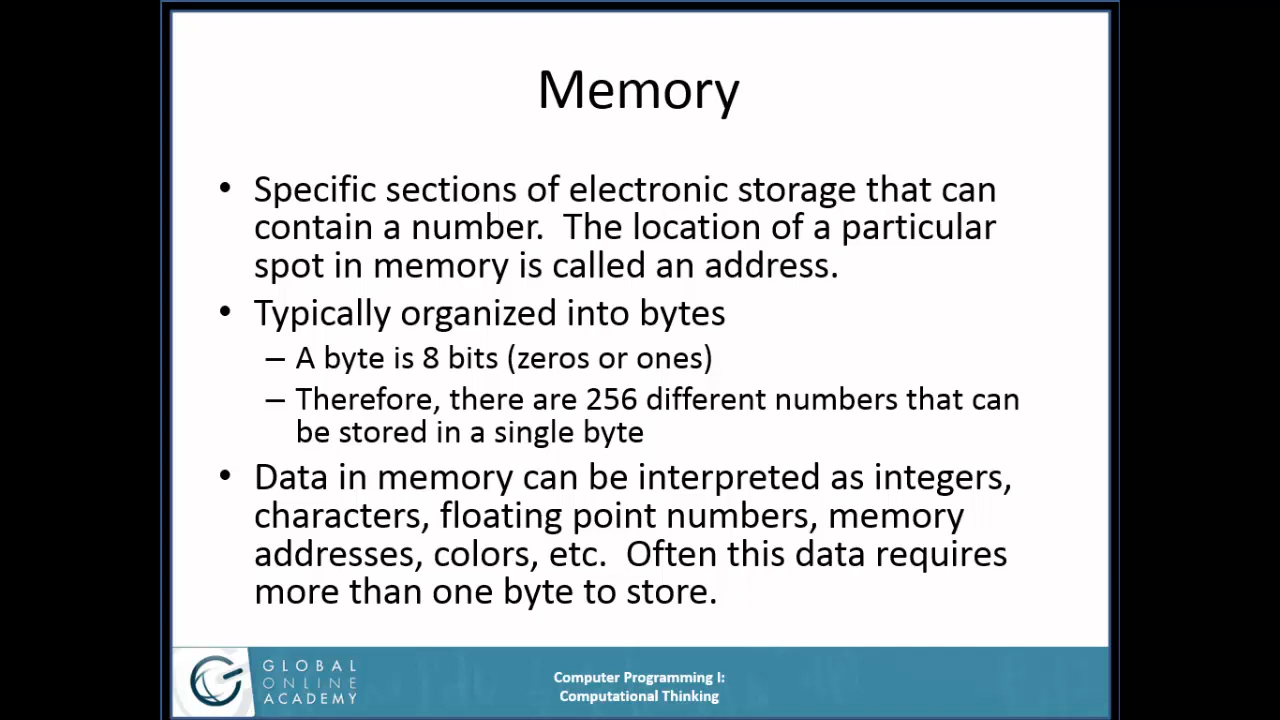 Memory
• Specific sections of electronic storage that can
contain a number.  The location of a particular
spot in memory is called an address.
• Typically organized into bytes
– A byte is 8 bits (zeros or ones)
– Therefore, there are 256 different numbers that can
be stored in a single byte
• Data in memory can be interpreted as integers,
characters, floating point numbers, memory
addresses, colors, etc.  Often this data requires
more than one byte to store.
GLOBAL
ONLINE
ACADEMY
Computer Programming I:
Computational Thinking